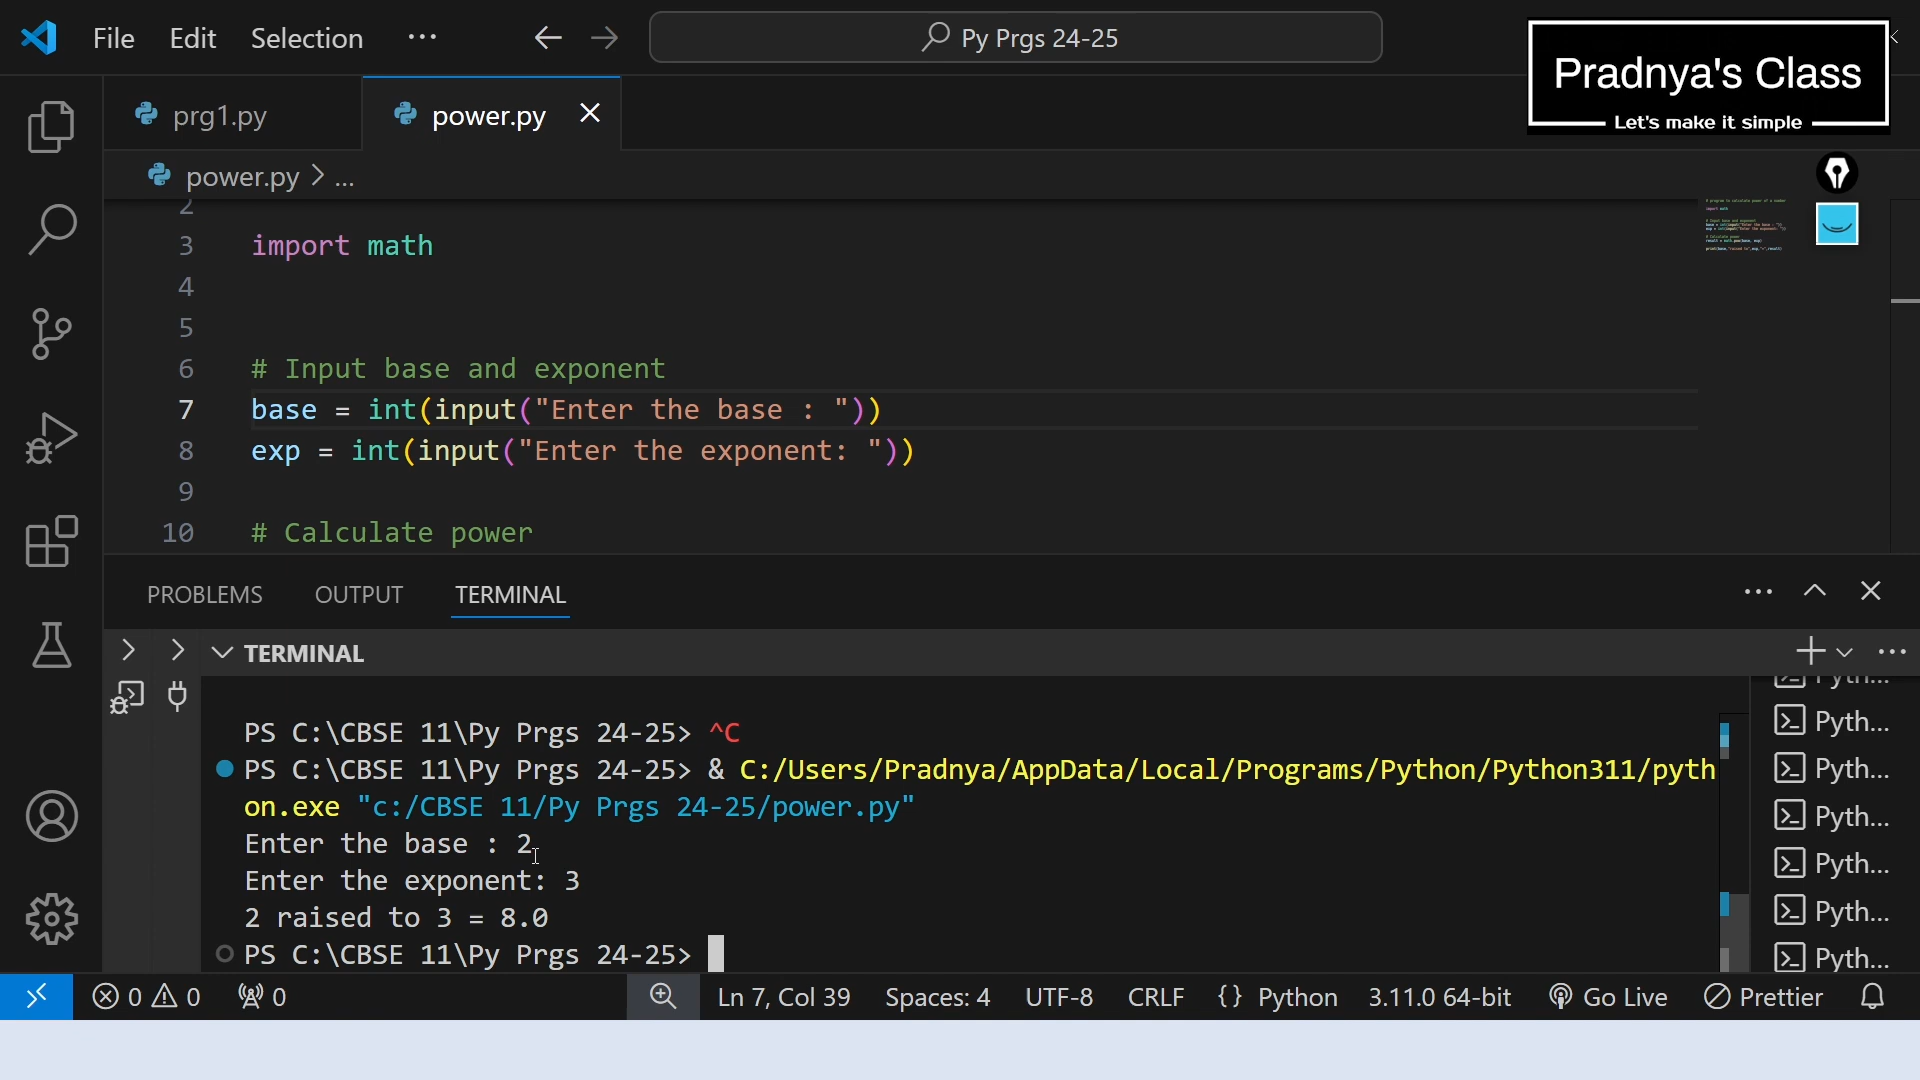 File Edit Selection ... Py Prgs 24-25
Pradnya's Class
Let's make it simple
prg1.py power.py
power.py > ...
2
3 import math
4
5
6 # Input base and exponent
7 base = int(input("Enter the base : "))
8 exp = int(input("Enter the exponent: "))
9
10 # Calculate power
PROBLEMS OUTPUT TERMINAL
TERMINAL
PS C:\CBSE 11\Py Prgs 24-25> ^C
PS C:\CBSE 11\Py Prgs 24-25> & C:/Users/Pradnya/AppData/Local/Programs/Python/Python311/pyth
on.exe "c:/CBSE 11/Py Prgs 24-25/power.py"
Enter the base : 2
Enter the exponent: 3
2 raised to 3 = 8.0
PS C:\CBSE 11\Py Prgs 24-25>
Pyth...
Pyth...
Pyth...
Pyth...
Pyth...
Pyth...
0 0 0 Ln 7, Col 39 Spaces: 4 UTF-8 CRLF {} Python 3.11.0 64-bit Go Live Prettier